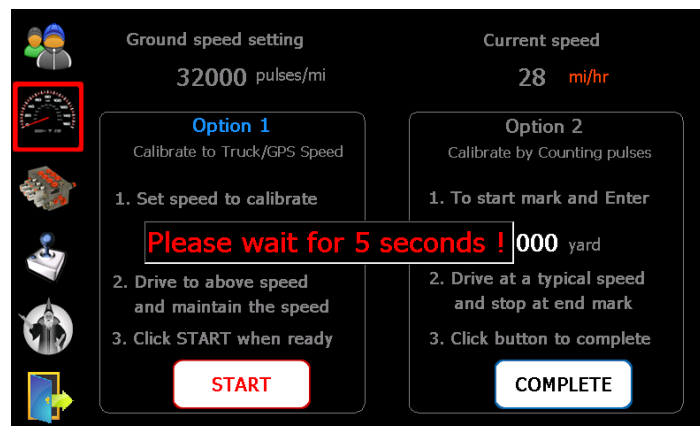 Ground speed setting
Current speed
32000 pulses/mi
28 mi/hr
Option 1
Calibrate to Truck/GPS Speed
1. Set speed to calibrate
Please wait for 5 seconds !
2. Drive to above speed
and maintain the speed
3. Click START when ready
START
Option 2
Calibrate by Counting pulses
1. To start mark and Enter
000 yard
2. Drive at a typical speed
and stop at end mark
3. Click button to complete
COMPLETE